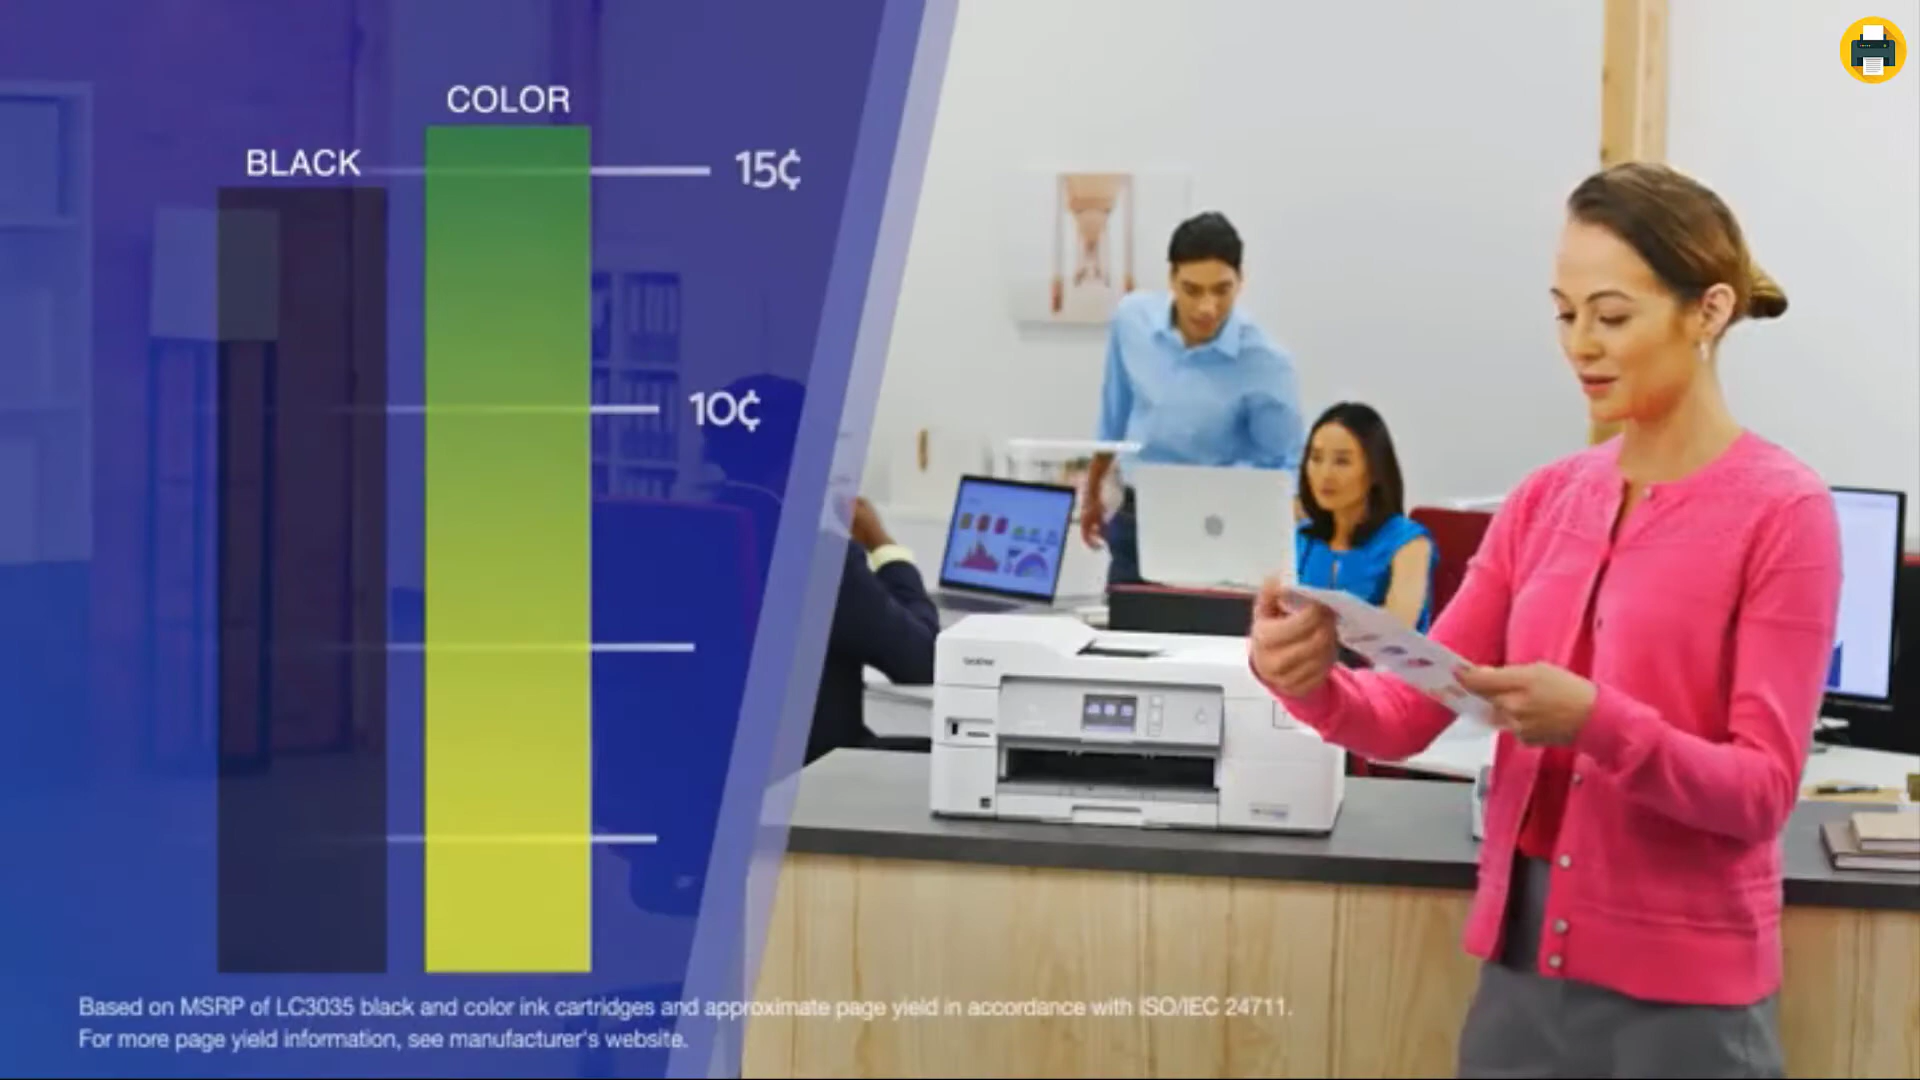 COLOR
BLACK
15¢
10¢
brother
Based on MSRP of LC3035 black and color ink cartridges and approximate page yield in accordance with ISO/IEC 24711.
For more page yield information, see manufacturer's website.